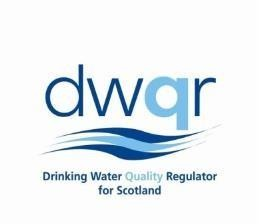 dwqr
Drinking Water Quality Regulator
for Scotland